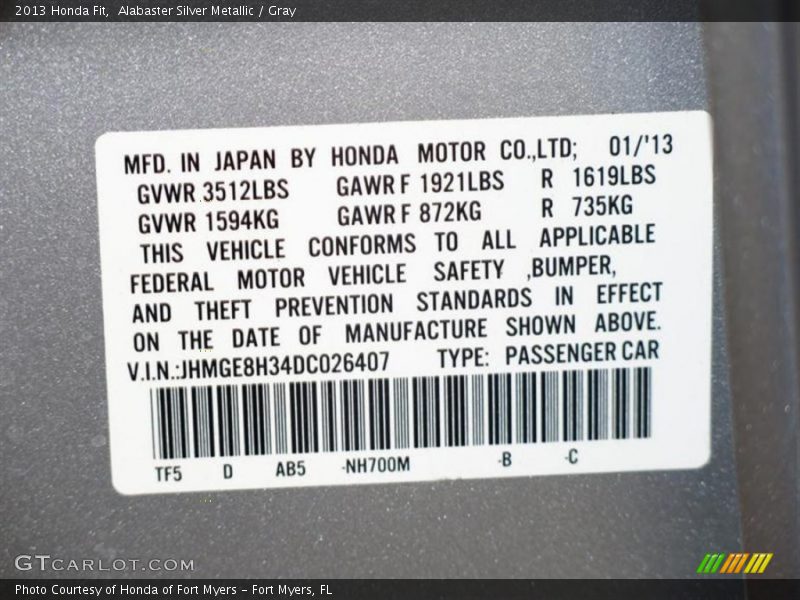 2013 Honda Fit,  Alabaster Silver Metallic / Gray
MFD. IN JAPAN BY HONDA MOTOR CO.,LTD; 01/'13
GVWR 3512LBS GAWR F 1921LBS R 1619LBS
GVWR 1594KG GAWR F 872KG R 735KG
THIS VEHICLE CONFORMS TO ALL APPLICABLE
FEDERAL MOTOR VEHICLE SAFETY ,BUMPER,
AND THEFT PREVENTION STANDARDS IN EFFECT
ON THE DATE OF MANUFACTURE SHOWN ABOVE.
V.I.N.:JHMGE8H34DC026407 TYPE: PASSENGER CAR
TF5 D AB5 -NH700M -B -C
GTCARLOT.COM
Photo Courtesy of Honda of Fort Myers – Fort Myers, FL